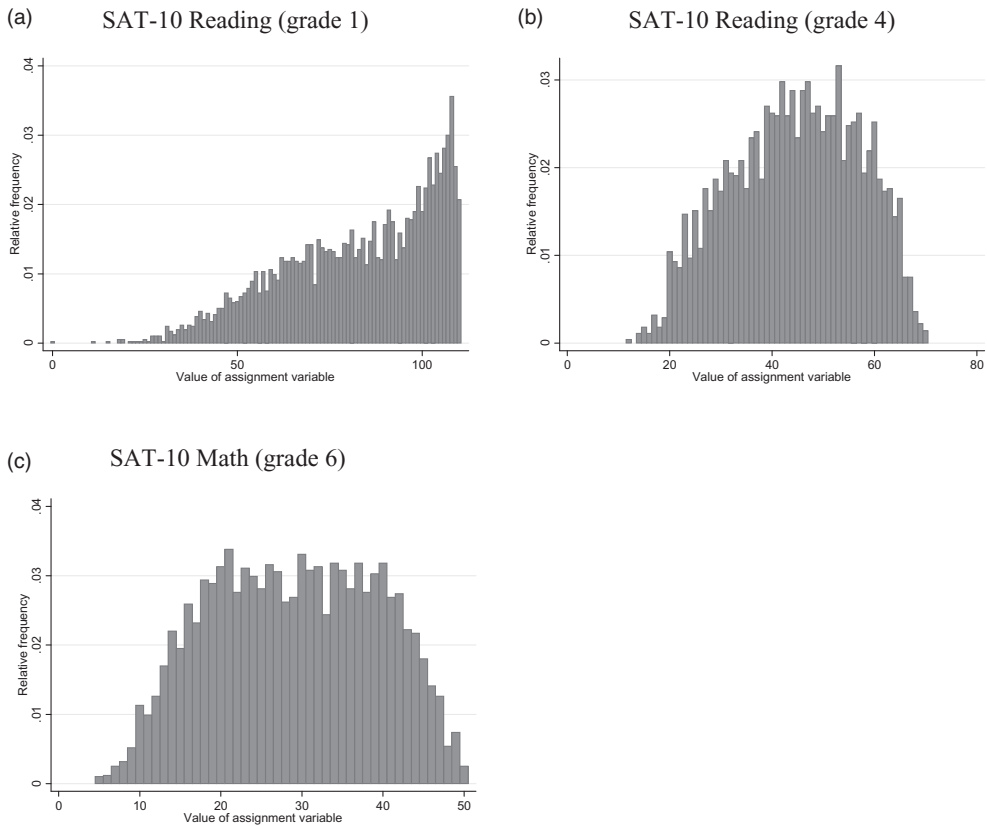 (a)
SAT-10 Reading (grade 1)
.04
.03
.02
.01
0
Relative frequency
0 50 100
Value of assignment variable
(b)
SAT-10 Reading (grade 4)
.03
.02
.01
0
Relative frequency
0 20 40 60 80
Value of assignment variable
(c)
SAT-10 Math (grade 6)
.04
.03
.02
.01
0
Relative frequency
0 10 20 30 40 50
Value of assignment variable